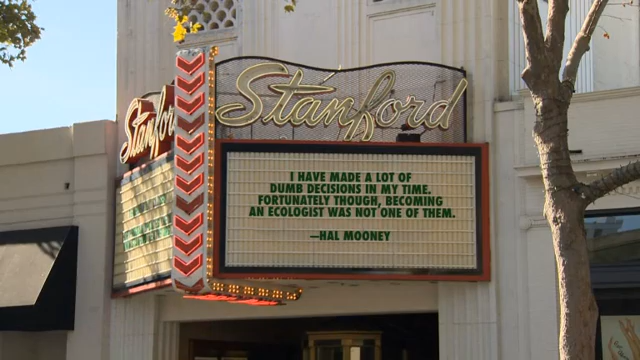 Stanford
Stanford
I HAVE MADE A LOT OF
DUMB DECISIONS IN MY TIME.
FORTUNATELY THOUGH, BECOMING
AN ECOLOGIST WAS NOT ONE OF THEM.
—HAL MOONEY